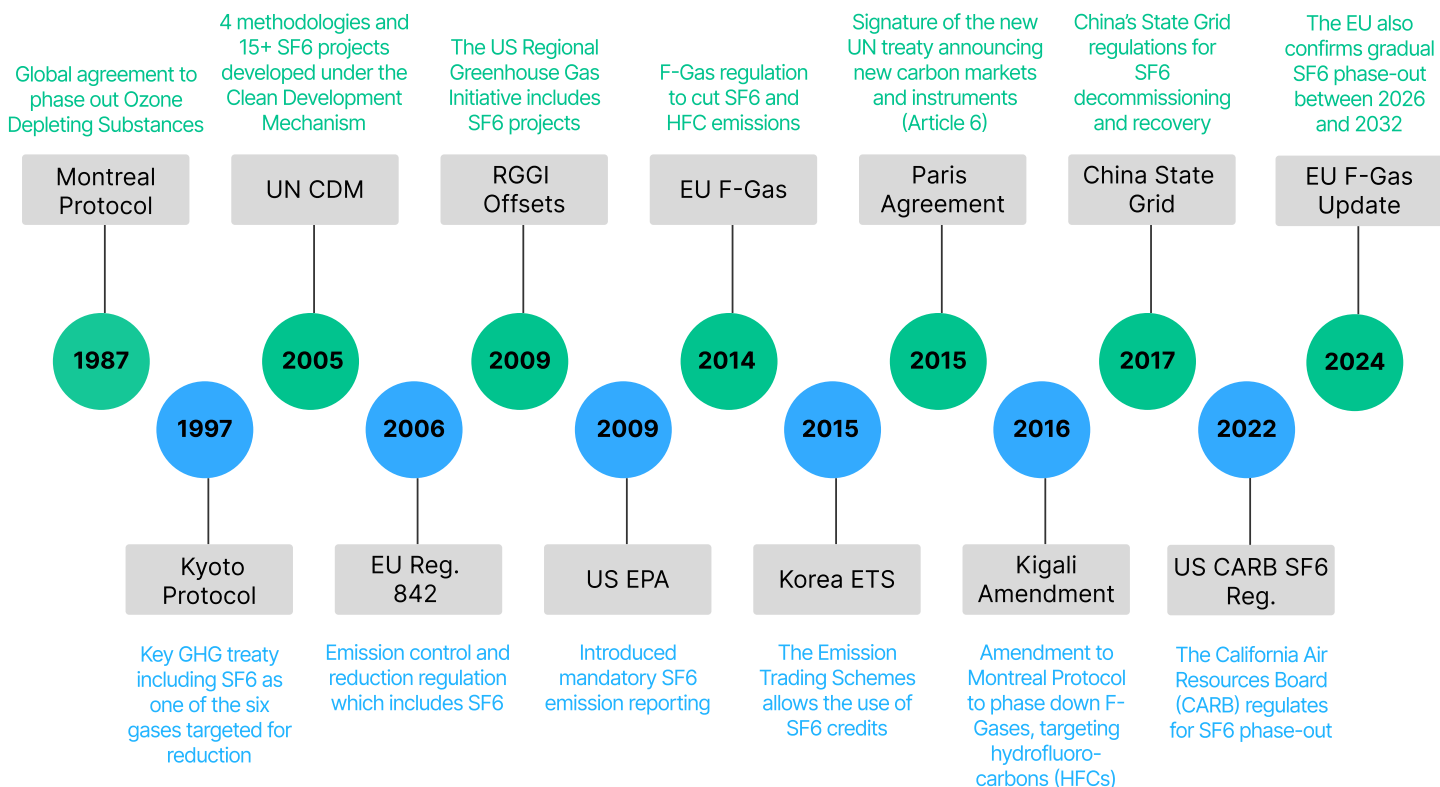 Global agreement to
phase out Ozone
Depleting Substances
Montreal
Protocol
1987
4 methodologies and
15+ SF6 projects
developed under the
Clean Development
Mechanism
UN CDM
2005
The US Regional
Greenhouse Gas
Initiative includes
SF6 projects
RGGI
Offsets
2009
F-Gas regulation
to cut SF6 and
HFC emissions
EU F-Gas
2014
Signature of the new
UN treaty announcing
new carbon markets
and instruments
(Article 6)
Paris
Agreement
2015
China's State Grid
regulations for
SF6
decommissioning
and recovery
China State
Grid
2017
The EU also
confirms gradual
SF6 phase-out
between 2026
and 2032
EU F-Gas
Update
2024
1997
Kyoto
Protocol
Key GHG treaty
including SF6 as
one of the six
gases targeted for
reduction
2006
EU Reg.
842
Emission control and
reduction regulation
which includes SF6
2009
US EPA
Introduced
mandatory SF6
emission reporting
2015
Korea ETS
The Emission
Trading Schemes
allows the use of
SF6 credits
2016
Kigali
Amendment
Amendment to
Montreal Protocol
to phase down F-
Gases, targeting
hydrofluoro-
carbons (HFCs)
2022
US CARB SF6
Reg.
The California Air
Resources Board
(CARB) regulates
for SF6 phase-out